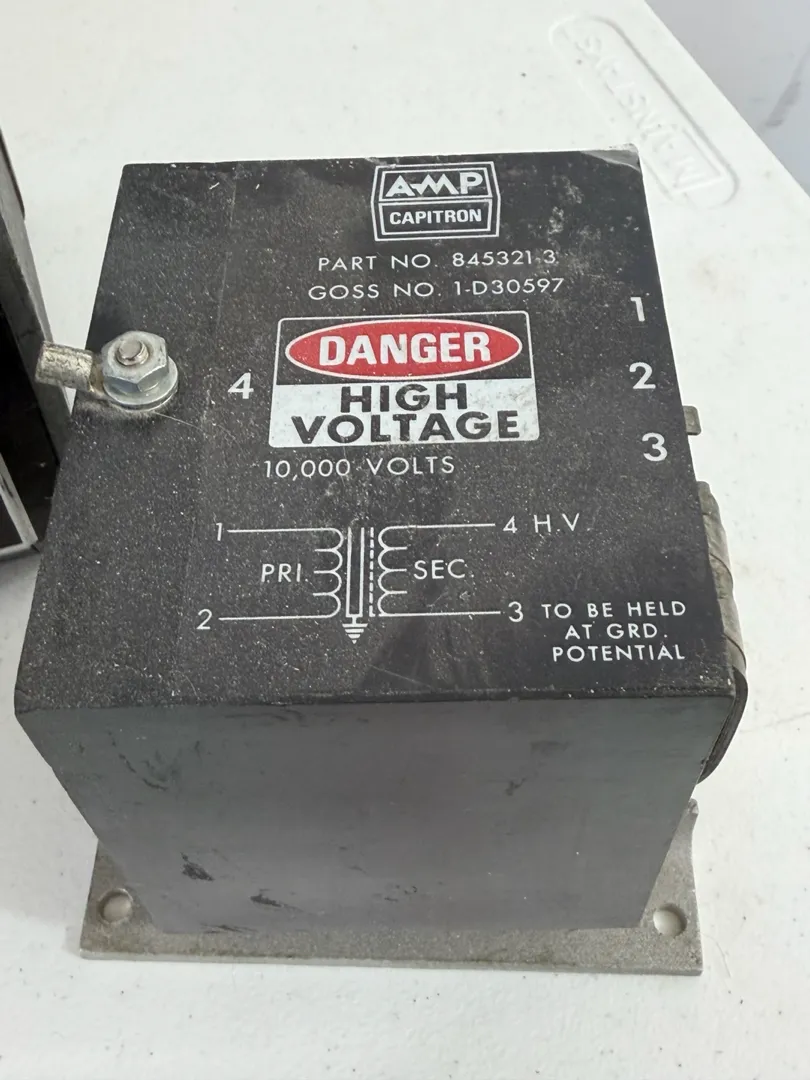 AMP
CAPITRON
PART NO. 845321-3
GOSS NO. 1-D30597
1
DANGER
4
2
HIGH
VOLTAGE
3
10,000 VOLTS
1
4 H.V.
PRI.
SEC.
2
3 TO BE HELD
AT GRD.
POTENTIAL
MAINSTAYS